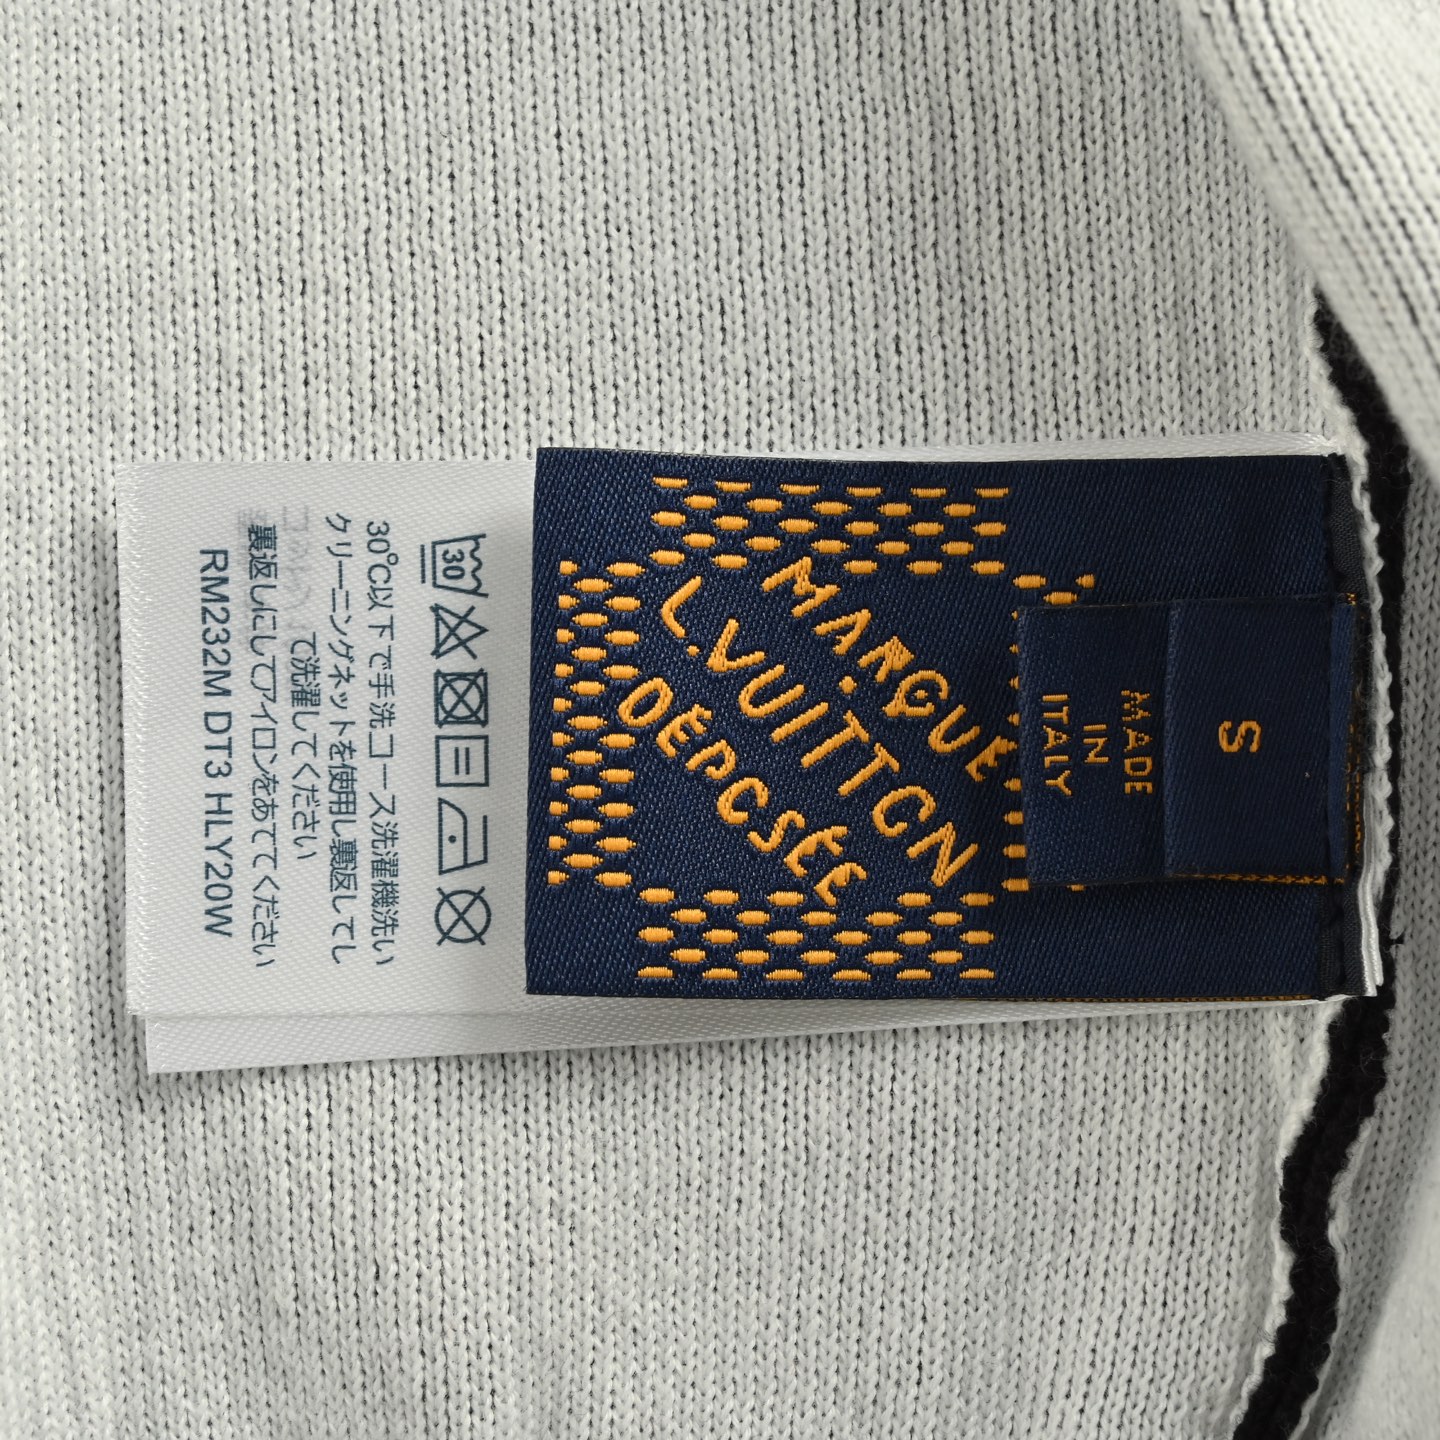 30℃以下で手洗コース洗濯機洗い
クリーニングネットを使用し裏返してし
て洗濯してください
裏返しにしてアイロンをあててください
RM232M DT3 HLY20W
30
MARQUE
L.VUITTON
DEPOSÉE
MADE
IN
ITALY
S